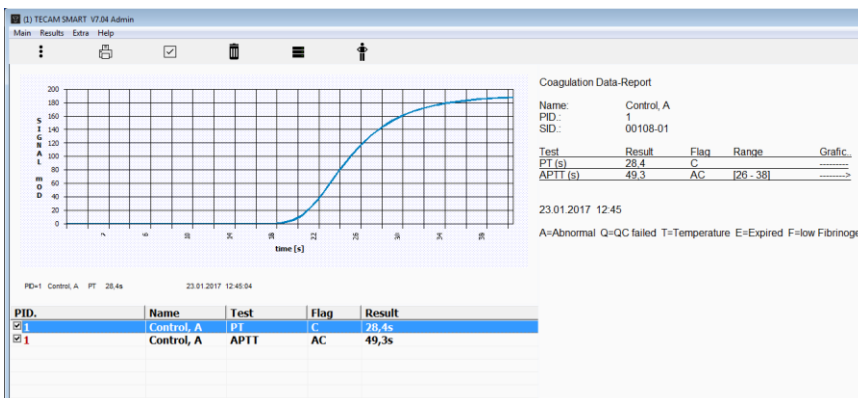 (1) TECAM SMART V7.04 Admin
Main Results Extra Help
200
180
160
140
120
100
80
60
40
20
0
SIGNAL mOD
22
time [s]
PID=1 Control, A PT 28,4s 23.01.2017 12:45:04
PID. Name Test Flag Result
1 Control, A PT C 28,4s
1 Control, A APTT AC 49,3s
Coagulation Data-Report
Name: Control, A
PID.: 1
SID.: 00108-01
Test Result Flag Range Grafic..
PT (s) 28,4 C ---------
APTT (s) 49,3 AC [26 - 38] -------->
23.01.2017 12:45
A=Abnormal Q=QC failed T=Temperature E=Expired F=low Fibrinoge